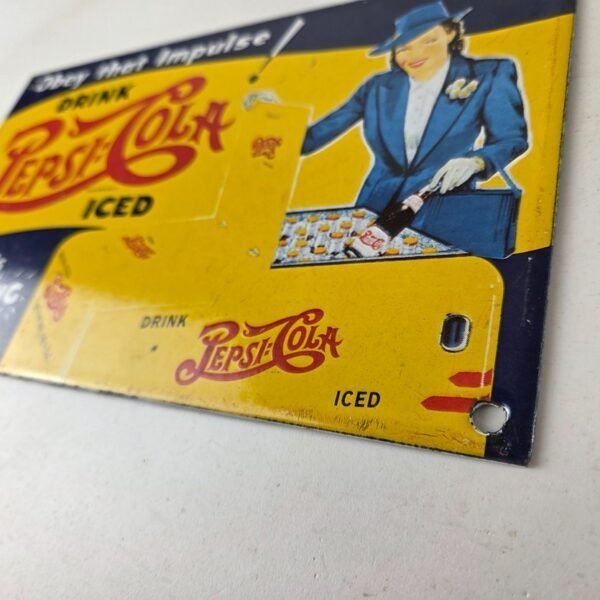 Obey that Impulse!
DRINK
PEPSI-COLA
ICED
DRINK
PEPSI-COLA
ICED